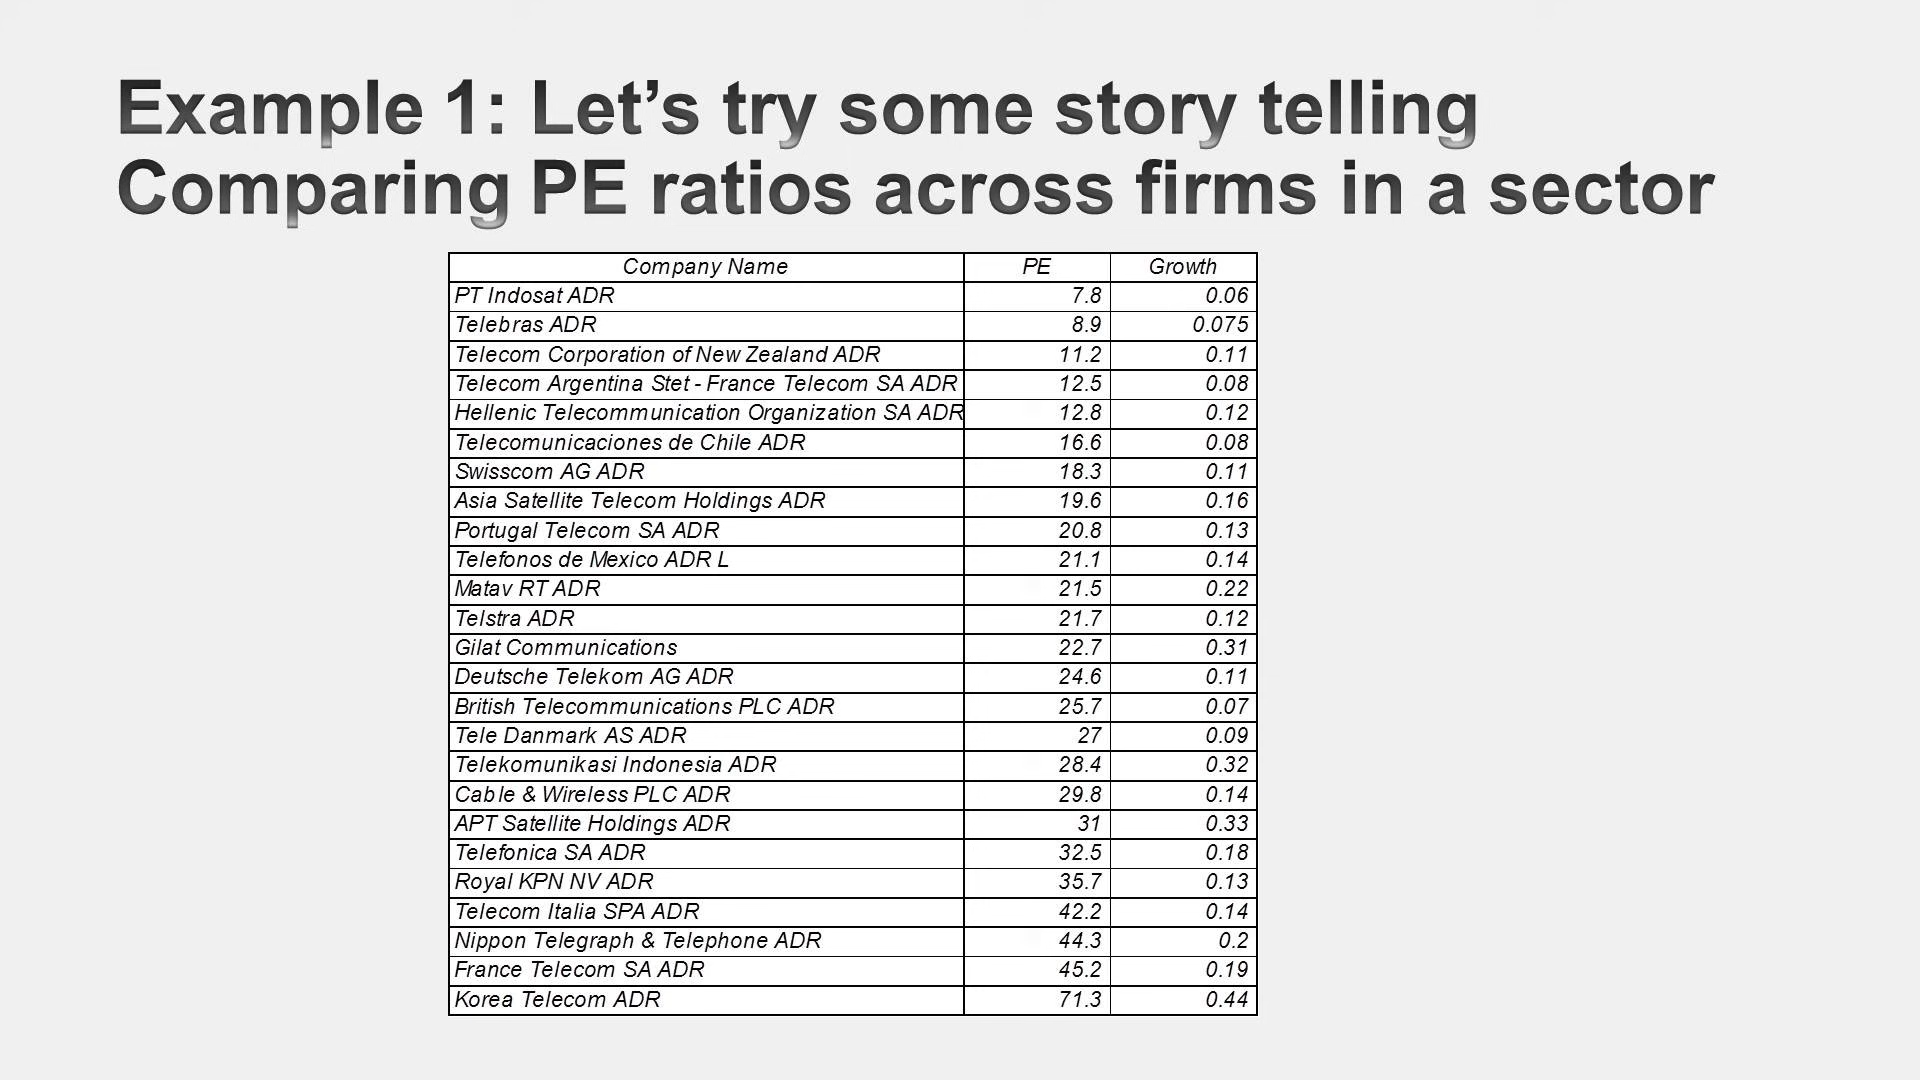 Example 1: Let’s try some story telling
Comparing PE ratios across firms in a sector
Company Name PE Growth
PT Indosat ADR 7.8 0.06
Telebras ADR 8.9 0.075
Telecom Corporation of New Zealand ADR 11.2 0.11
Telecom Argentina Stet - France Telecom SA ADR 12.5 0.08
Hellenic Telecommunication Organization SA ADR 12.8 0.12
Telecomunicaciones de Chile ADR 16.6 0.08
Swisscom AG ADR 18.3 0.11
Asia Satellite Telecom Holdings ADR 19.6 0.16
Portugal Telecom SA ADR 20.8 0.13
Telefonos de Mexico ADR L 21.1 0.14
Matav RT ADR 21.5 0.22
Telstra ADR 21.7 0.12
Gilat Communications 22.7 0.31
Deutsche Telekom AG ADR 24.6 0.11
British Telecommunications PLC ADR 25.7 0.07
Tele Danmark AS ADR 27 0.09
Telekomunikasi Indonesia ADR 28.4 0.32
Cable & Wireless PLC ADR 29.8 0.14
APT Satellite Holdings ADR 31 0.33
Telefonica SA ADR 32.5 0.18
Royal KPN NV ADR 35.7 0.13
Telecom Italia SPA ADR 42.2 0.14
Nippon Telegraph & Telephone ADR 44.3 0.2
France Telecom SA ADR 45.2 0.19
Korea Telecom ADR 71.3 0.44